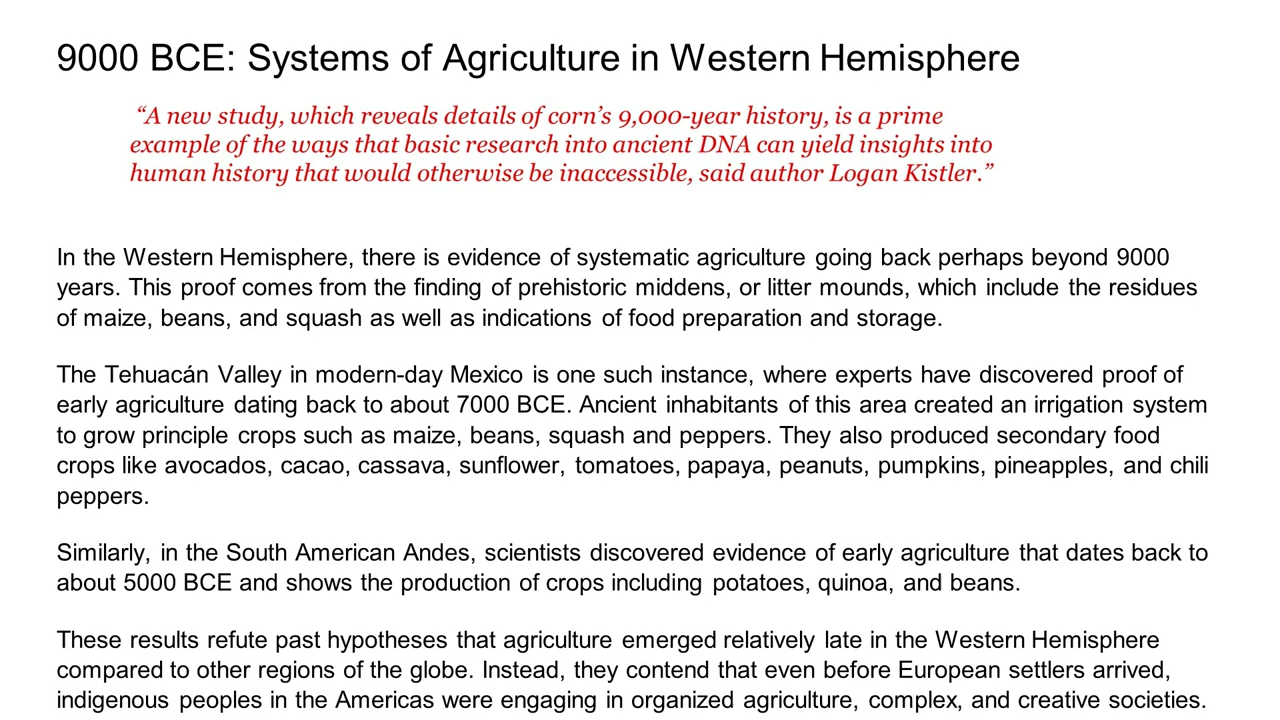 9000 BCE: Systems of Agriculture in Western Hemisphere
“A new study, which reveals details of corn’s 9,000-year history, is a prime
example of the ways that basic research into ancient DNA can yield insights into
human history that would otherwise be inaccessible, said author Logan Kistler.”
In the Western Hemisphere, there is evidence of systematic agriculture going back perhaps beyond 9000
years. This proof comes from the finding of prehistoric middens, or litter mounds, which include the residues
of maize, beans, and squash as well as indications of food preparation and storage.
The Tehuacán Valley in modern-day Mexico is one such instance, where experts have discovered proof of
early agriculture dating back to about 7000 BCE. Ancient inhabitants of this area created an irrigation system
to grow principle crops such as maize, beans, squash and peppers. They also produced secondary food
crops like avocados, cacao, cassava, sunflower, tomatoes, papaya, peanuts, pumpkins, pineapples, and chili
peppers.
Similarly, in the South American Andes, scientists discovered evidence of early agriculture that dates back to
about 5000 BCE and shows the production of crops including potatoes, quinoa, and beans.
These results refute past hypotheses that agriculture emerged relatively late in the Western Hemisphere
compared to other regions of the globe. Instead, they contend that even before European settlers arrived,
indigenous peoples in the Americas were engaging in organized agriculture, complex, and creative societies.